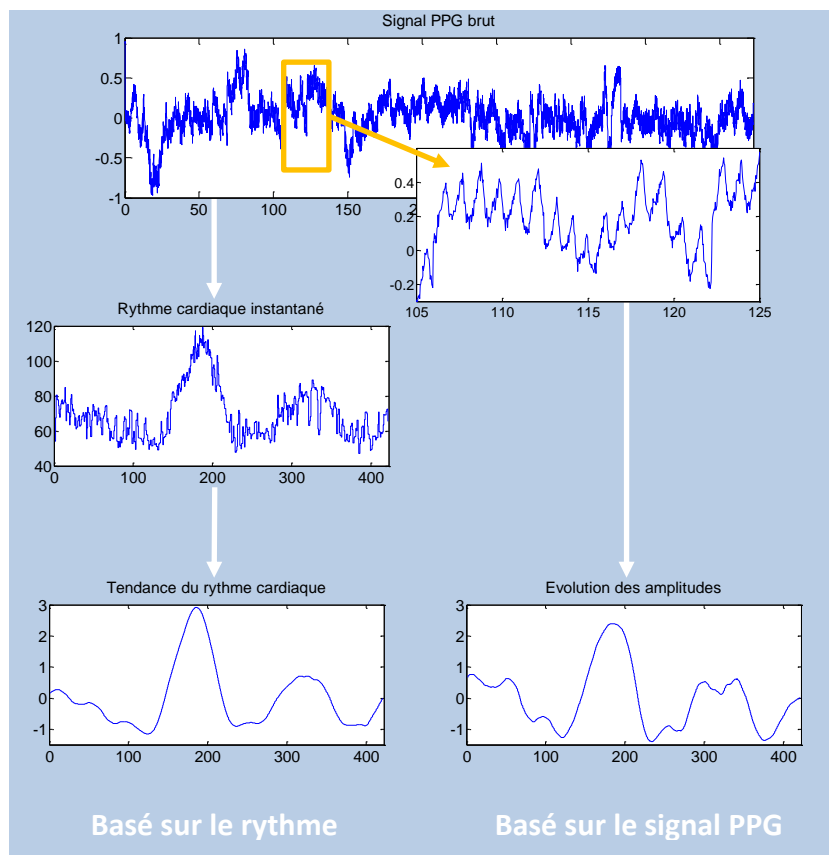 Signal PPG brut
1
0.5
0
-0.5
-1
0 50 100 150
0.4
0.2
0
-0.2
105 110 115 120 125
Rythme cardiaque instantané
120
100
80
60
40
0 100 200 300 400
Tendance du rythme cardiaque
3
2
1
0
-1
0 100 200 300 400
Evolution des amplitudes
3
2
1
0
-1
0 100 200 300 400
Basé sur le rythme
Basé sur le signal PPG